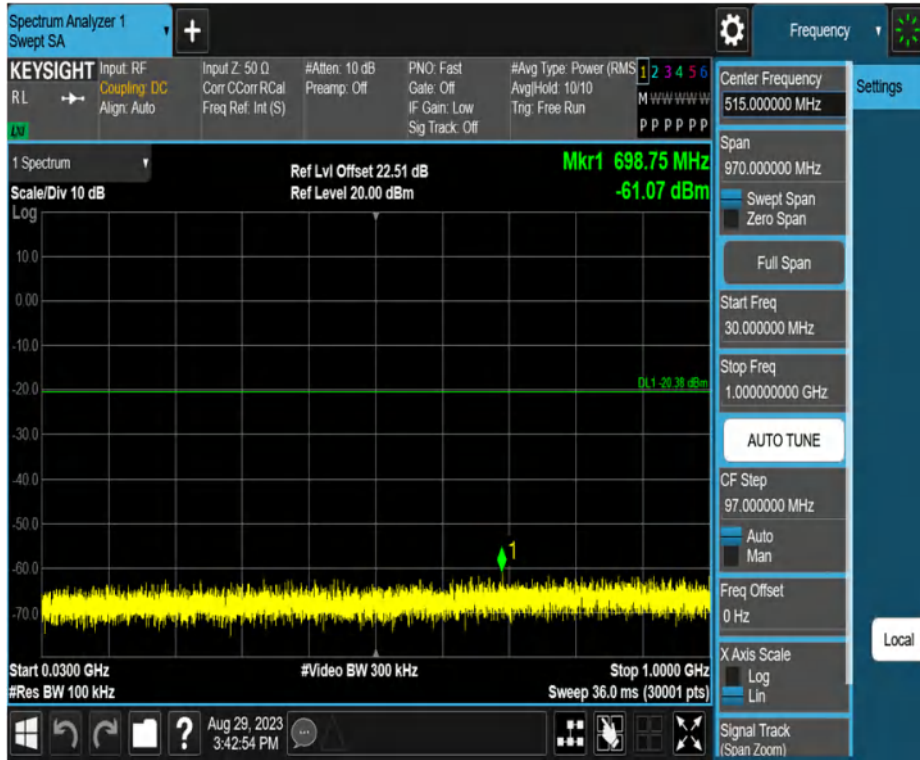 Spectrum Analyzer 1
Swept SA
+
Frequency
KEYSIGHT
RL
LXI
Input: RF
Coupling: DC
Align: Auto
Input Z: 50 Ω
Corr CCorr RCal
Freq Ref: Int (S)
#Atten: 10 dB
Preamp: Off
PNO: Fast
Gate: Off
IF Gain: Low
Sig Track: Off
#Avg Type: Power (RMS
Avg|Hold: 10/10
Trig: Free Run
1 2 3 4 5 6
M W W W W W
P P P P P P
Center Frequency
515.000000 MHz
Settings
1 Spectrum
Scale/Div 10 dB
Ref Lvl Offset 22.51 dB
Ref Level 20.00 dBm
Mkr1 698.75 MHz
-61.07 dBm
Span
970.000000 MHz
Swept Span
Zero Span
Full Span
Log
10.0
0.00
-10.0
-20.0
-30.0
-40.0
-50.0
-60.0
-70.0
DL1 -20.38 dBm
1
Start Freq
30.000000 MHz
Stop Freq
1.000000000 GHz
AUTO TUNE
CF Step
97.000000 MHz
Auto
Man
Freq Offset
0 Hz
X Axis Scale
Log
Lin
Local
Signal Track
(Span Zoom)
Start 0.0300 GHz
#Res BW 100 kHz
#Video BW 300 kHz
Stop 1.0000 GHz
Sweep 36.0 ms (30001 pts)
?
Aug 29, 2023
3:42:54 PM